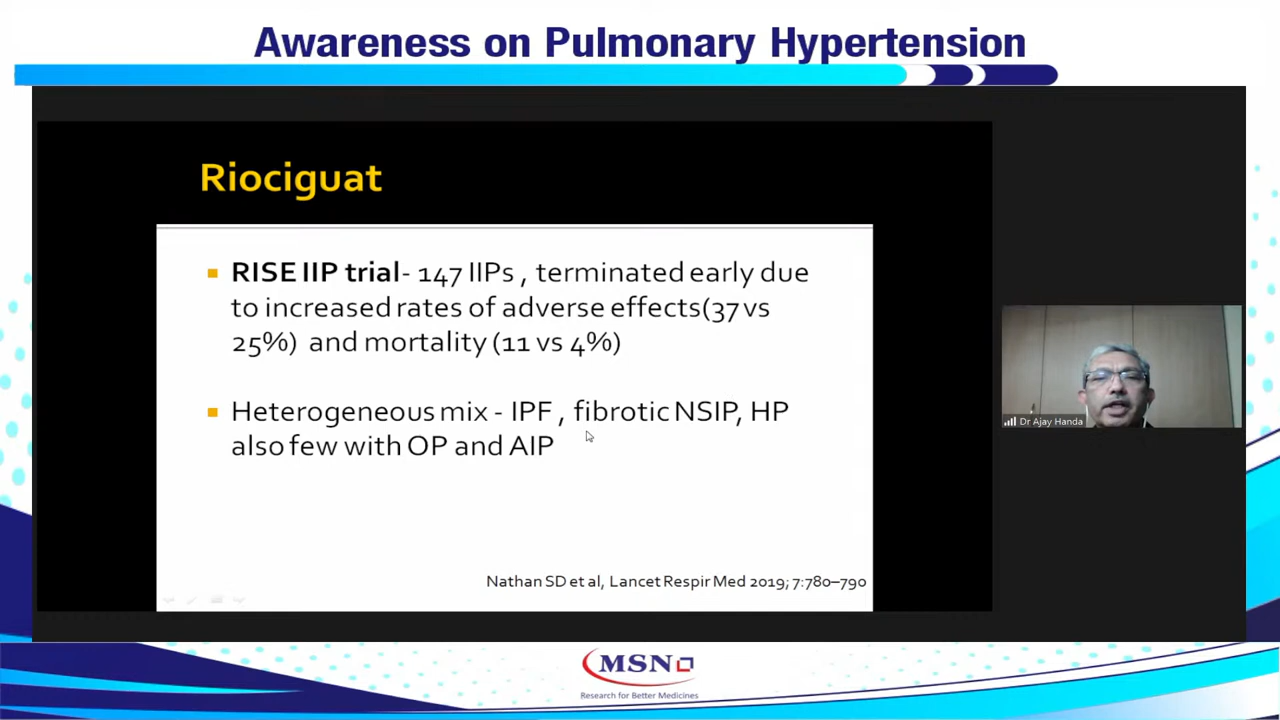 Awareness on Pulmonary Hypertension
Riociguat
RISE IIP trial- 147 IIPs , terminated early due
to increased rates of adverse effects(37 vs
25%) and mortality (11 vs 4%)
Heterogeneous mix - IPF , fibrotic NSIP, HP
also few with OP and AIP
Nathan SD et al, Lancet Respir Med 2019; 7:780–790
Dr Ajay Handa
MSN
Research for Better Medicines